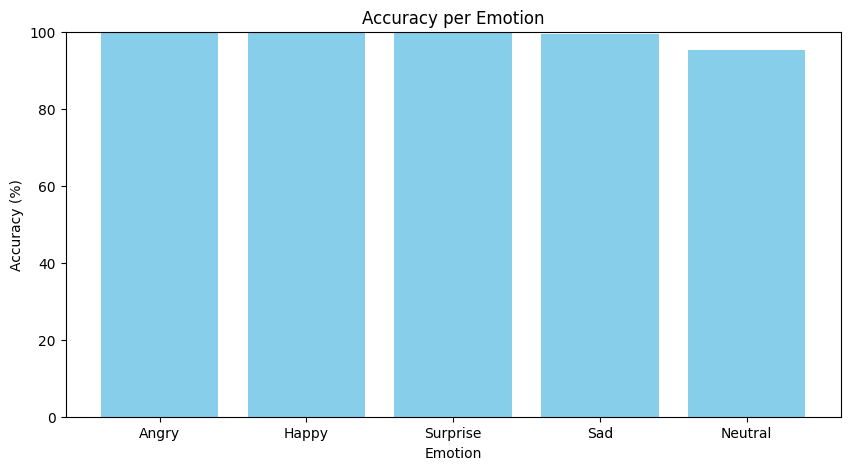 Accuracy per Emotion
Accuracy (%)
100
80
60
40
20
0
Angry Happy Surprise Sad Neutral
Emotion